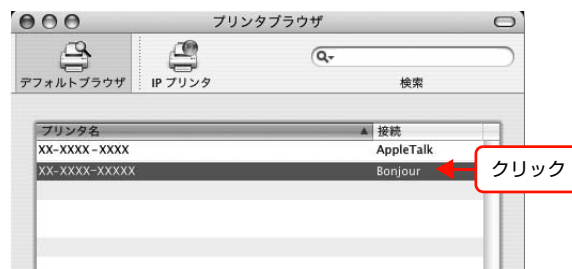 プリンタブラウザ
デフォルトブラウザ
IP プリンタ
検索
プリンタ名 接続
XX-XXXX-XXXX AppleTalk
XX-XXXX-XXXXX Bonjour
クリック